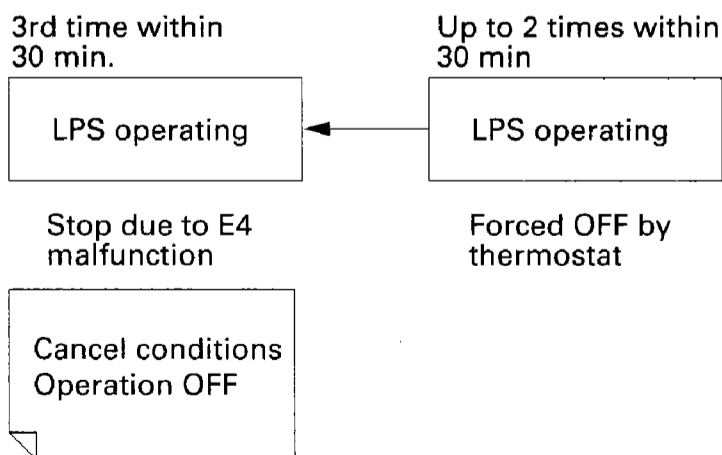 3rd time within
30 min.
LPS operating
Stop due to E4
malfunction
Cancel conditions
Operation OFF
Up to 2 times within
30 min
LPS operating
Forced OFF by
thermostat